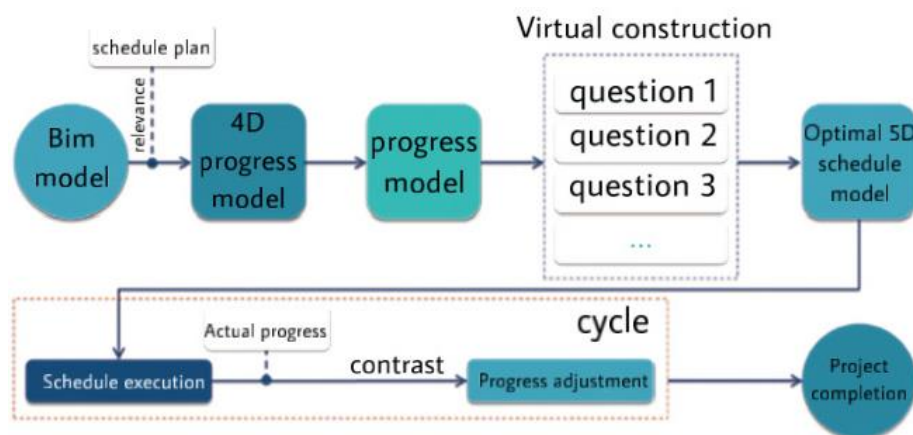 Virtual construction
schedule plan
relevance
Bim
model
4D
progress
model
progress
model
question 1
question 2
question 3
...
Optimal 5D
schedule
model
cycle
Actual progress
Schedule execution
contrast
Progress adjustment
Project
completion